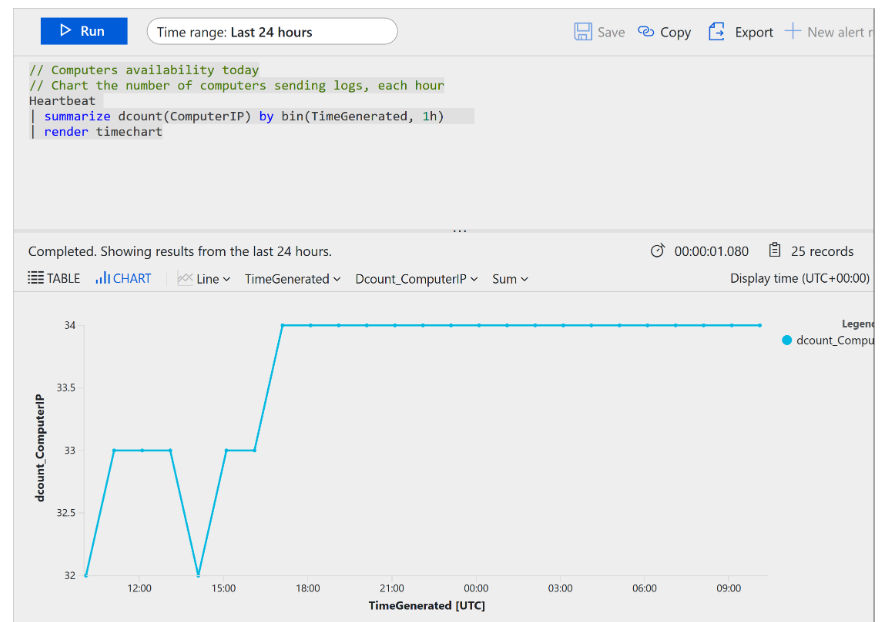 Run
Time range: Last 24 hours
Save
Copy
Export
New alert r
// Computers availability today
// Chart the number of computers sending logs, each hour
Heartbeat
| summarize dcount(ComputerIP) by bin(TimeGenerated, 1h)
| render timechart
...
Completed. Showing results from the last 24 hours.
00:00:01.080
25 records
TABLE
CHART
Line
TimeGenerated
Dcount_ComputerIP
Sum
Display time (UTC+00:00)
Legend
dcount_Compu
34
33.5
33
32.5
32
dcount_ComputerIP
12:00
15:00
18:00
21:00
00:00
03:00
06:00
09:00
TimeGenerated [UTC]